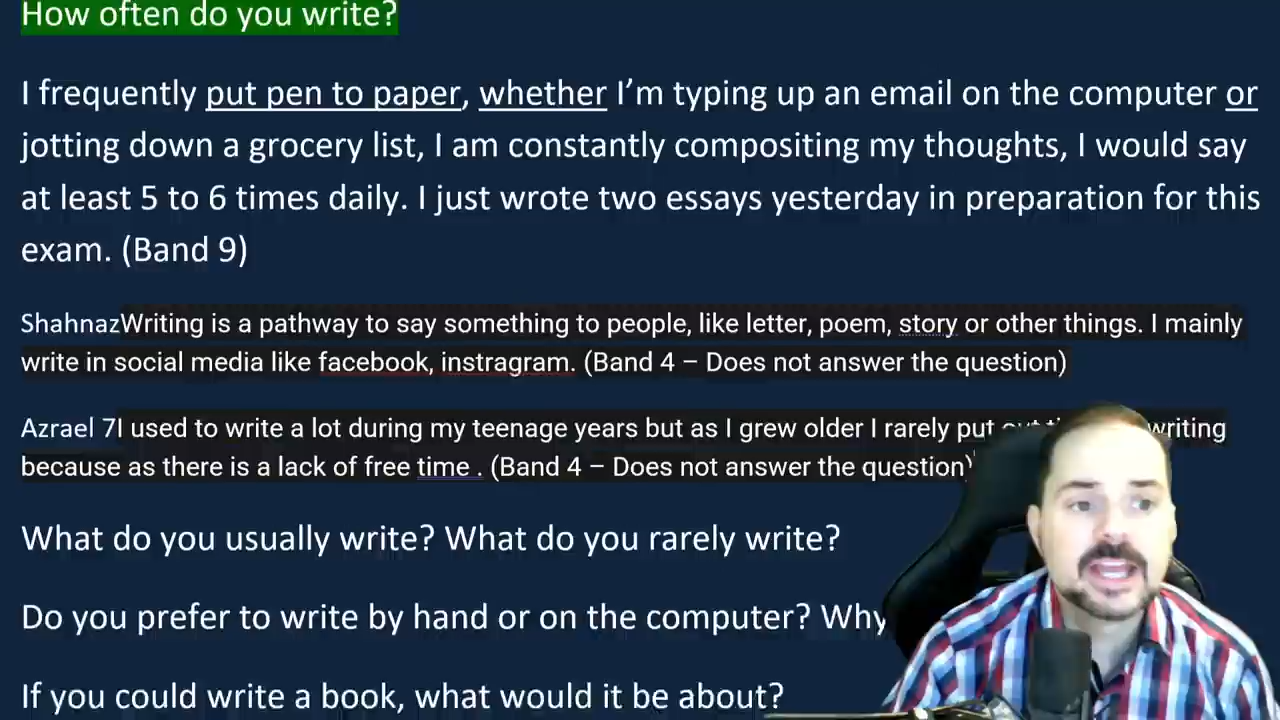 How often do you write?
I frequently put pen to paper, whether I’m typing up an email on the computer or
jotting down a grocery list, I am constantly compositing my thoughts, I would say
at least 5 to 6 times daily. I just wrote two essays yesterday in preparation for this
exam. (Band 9)
ShahnazWriting is a pathway to say something to people, like letter, poem, story or other things. I mainly
write in social media like facebook, instragram. (Band 4 – Does not answer the question)
Azrael 7I used to write a lot during my teenage years but as I grew older I rarely put writing
because as there is a lack of free time . (Band 4 – Does not answer the question)
What do you usually write? What do you rarely write?
Do you prefer to write by hand or on the computer? Why
If you could write a book, what would it be about?